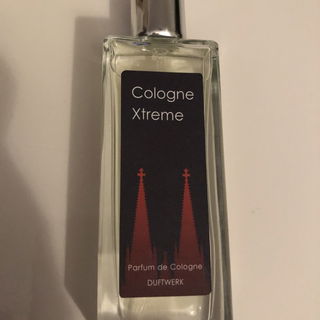 Cologne
Xtreme
Parfum de Cologne
DUFTWERK